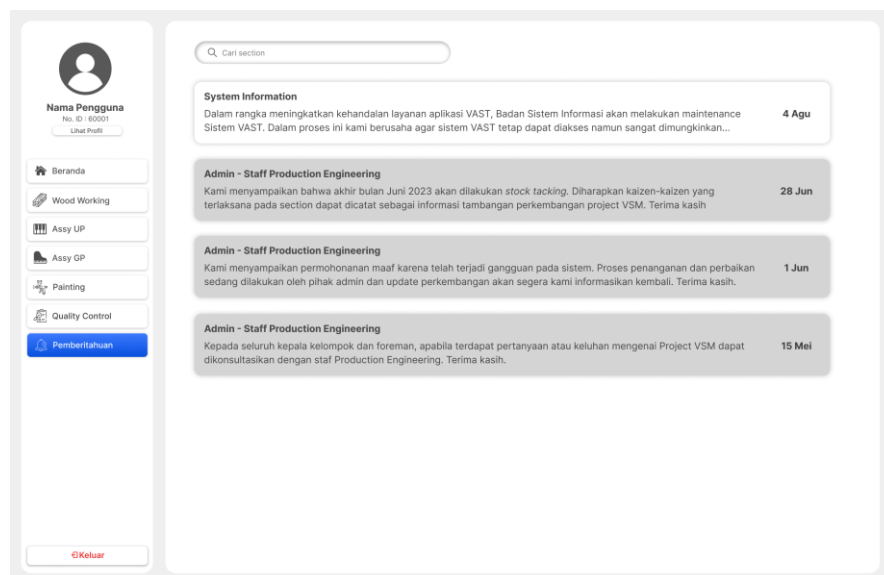 Nama Pengguna
No. ID : 60001
Lihat Profil
Beranda
Wood Working
Assy UP
Assy GP
Painting
Quality Control
Pemberitahuan
Keluar
Cari section
System Information
Dalam rangka meningkatkan kehandalan layanan aplikasi VAST, Badan Sistem Informasi akan melakukan maintenance
Sistem VAST. Dalam proses ini kami berusaha agar sistem VAST tetap dapat diakses namun sangat dimungkinkan...
4 Agu
Admin - Staff Production Engineering
Kami menyampaikan bahwa akhir bulan Juni 2023 akan dilakukan stock tacking. Diharapkan kaizen-kaizen yang
terlaksana pada section dapat dicatat sebagai informasi tambangan perkembangan project VSM. Terima kasih
28 Jun
Admin - Staff Production Engineering
Kami menyampaikan permohonanan maaf karena telah terjadi gangguan pada sistem. Proses penanganan dan perbaikan
sedang dilakukan oleh pihak admin dan update perkembangan akan segera kami informasikan kembali. Terima kasih.
1 Jun
Admin - Staff Production Engineering
Kepada seluruh kepala kelompok dan foreman, apabila terdapat pertanyaan atau keluhan mengenai Project VSM dapat
dikonsultasikan dengan staf Production Engineering. Terima kasih.
15 Mei